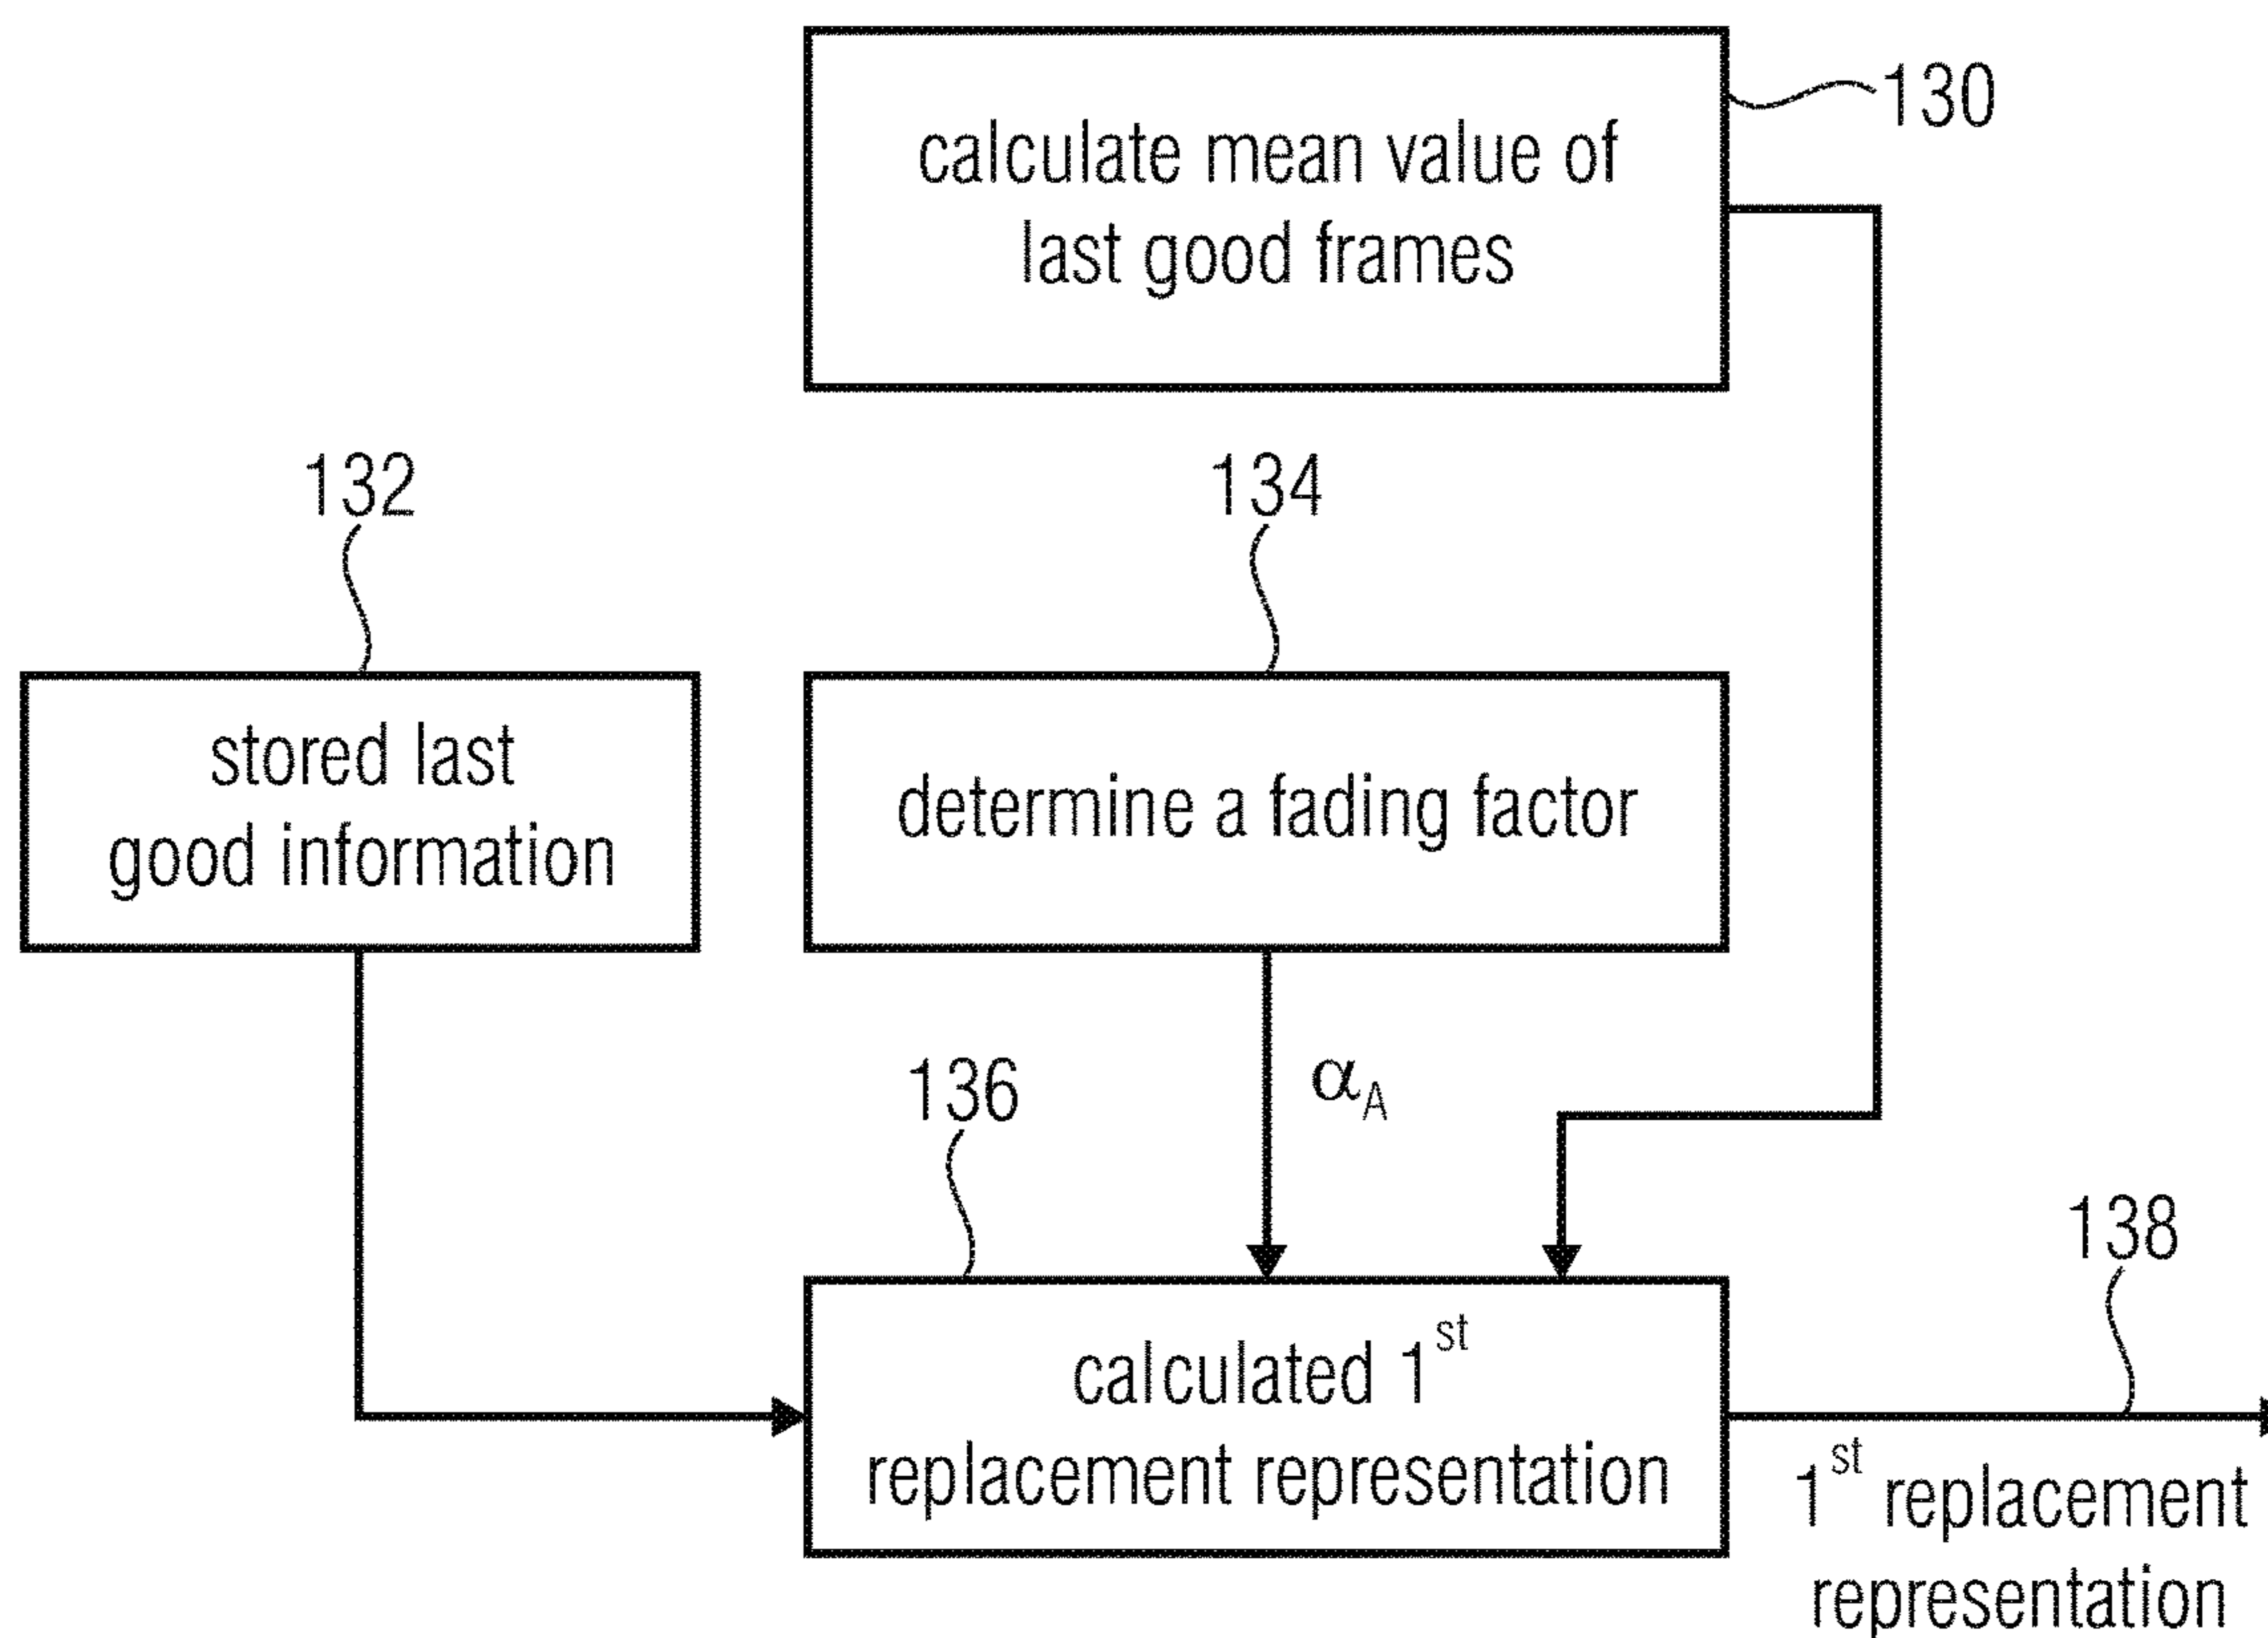 130
calculate mean value of
last good frames
132
134
stored last
good information
determine a fading factor
136
α_A
138
calculated 1st
replacement representation
1st replacement
representation